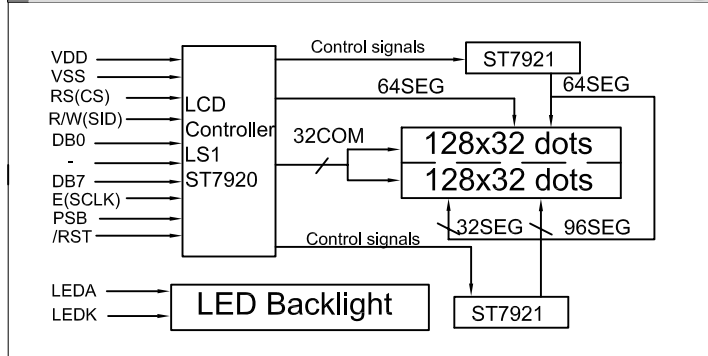 VDD
VSS
RS(CS)
R/W(SID)
DB0
-
DB7
E(SCLK)
PSB
/RST
LCD
Controller
LS1
ST7920
Control signals
ST7921
64SEG
64SEG
32COM
128x32 dots
128x32 dots
32SEG
96SEG
Control signals
ST7921
LEDA
LEDK
LED Backlight